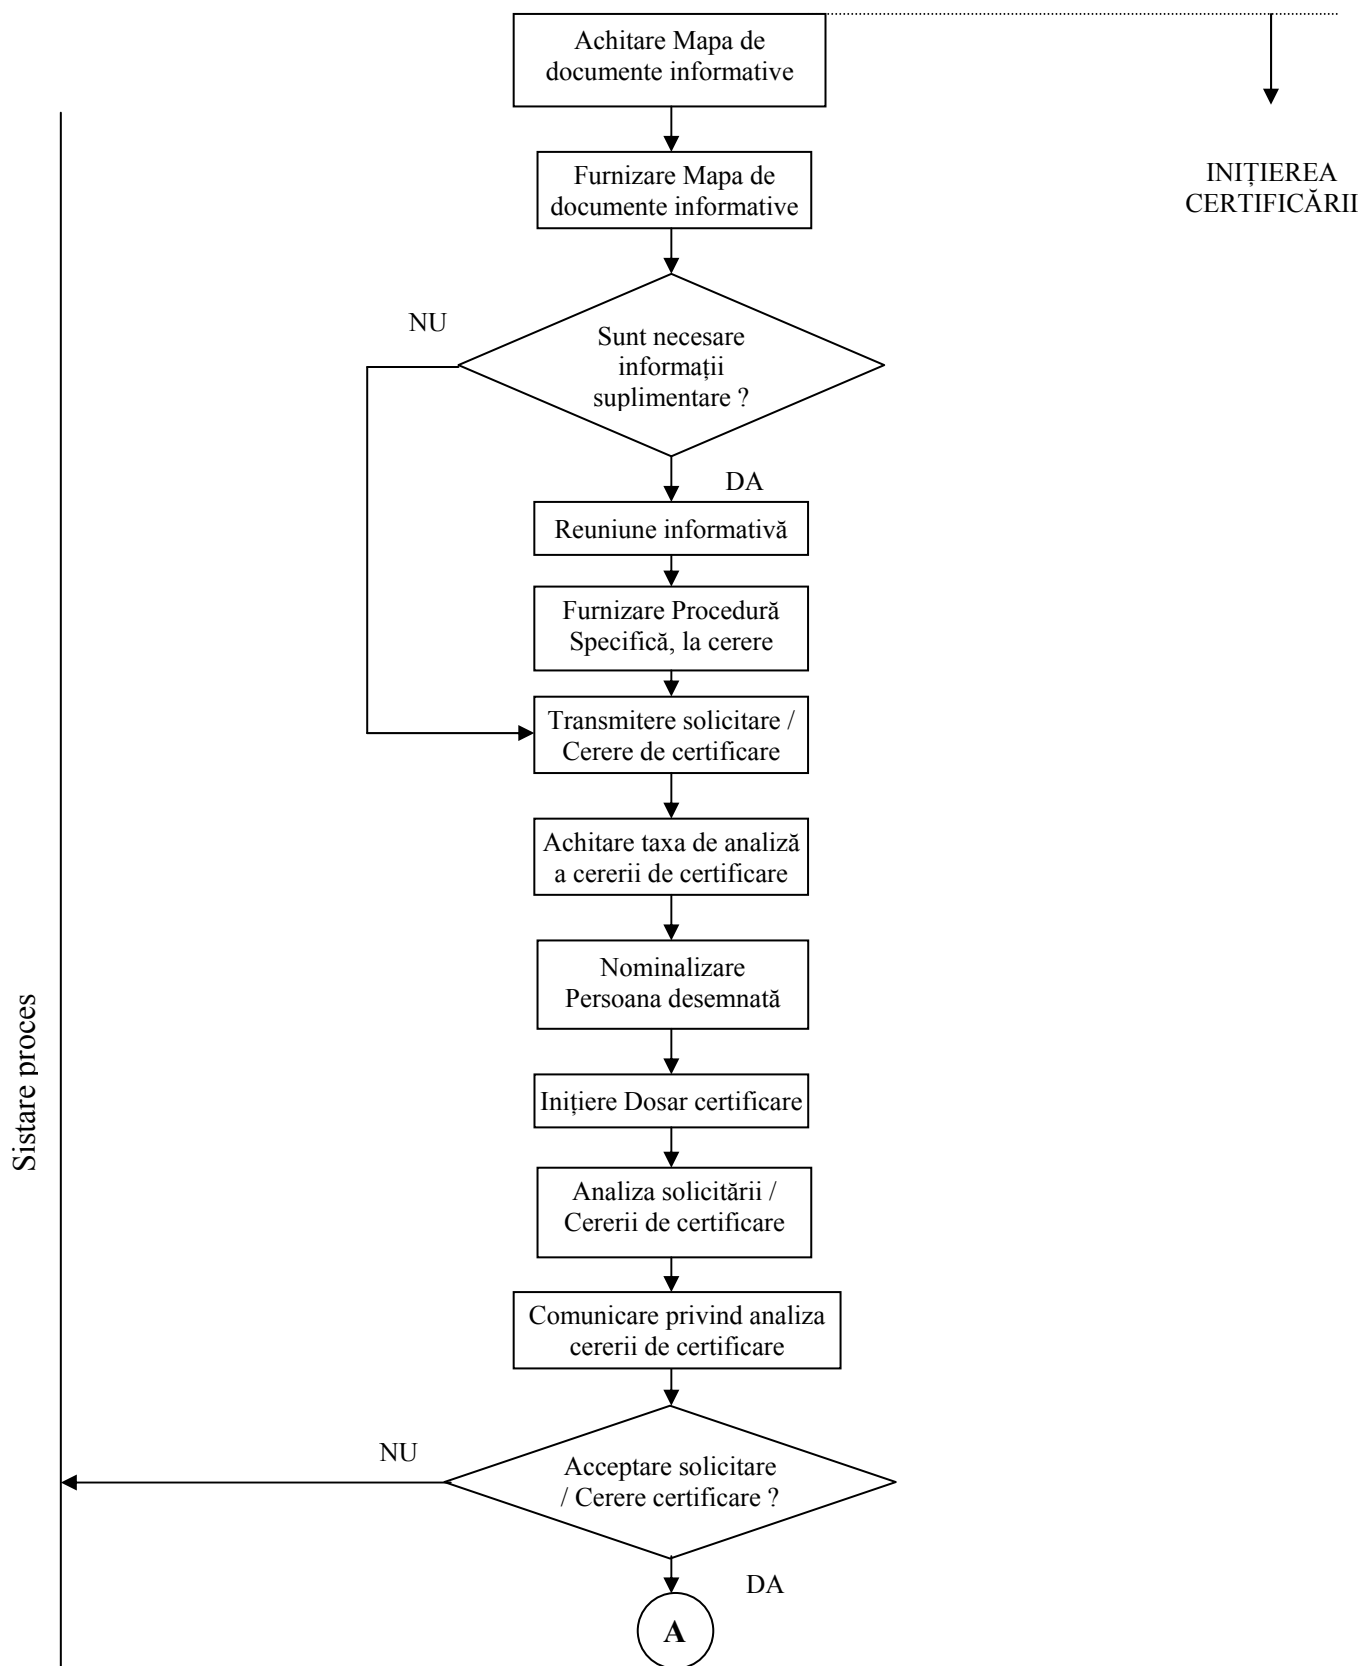 Achitare Mapa de
documente informative
INIȚIEREA
CERTIFICĂRII
Furnizare Mapa de
documente informative
NU
Sunt necesare
informații
suplimentare ?
DA
Reuniune informativă
Furnizare Procedură
Specifică, la cerere
Transmitere solicitare /
Cerere de certificare
Achitare taxa de analiză
a cererii de certificare
Nominalizare
Persoana desemnată
Sistare proces
Inițiere Dosar certificare
Analiza solicitării /
Cererii de certificare
Comunicare privind analiza
cererii de certificare
NU
Acceptare solicitare
/ Cerere certificare ?
DA
A